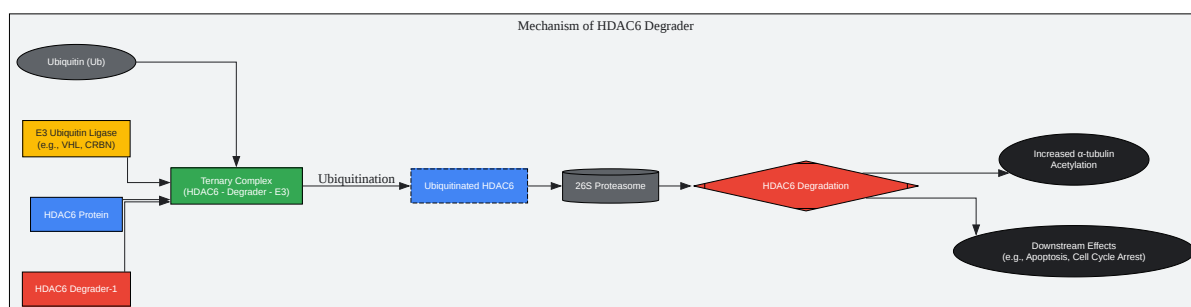 Mechanism of HDAC6 Degrader
Ubiquitin (Ub)
E3 Ubiquitin Ligase
(e.g., VHL, CRBN)
HDAC6 Protein
HDAC6 Degrader-1
Ternary Complex
(HDAC6 - Degrader - E3)
Ubiquitination
Ubiquitinated HDAC6
26S Proteasome
HDAC6 Degradation
Increased α-tubulin
Acetylation
Downstream Effects
(e.g., Apoptosis, Cell Cycle Arrest)